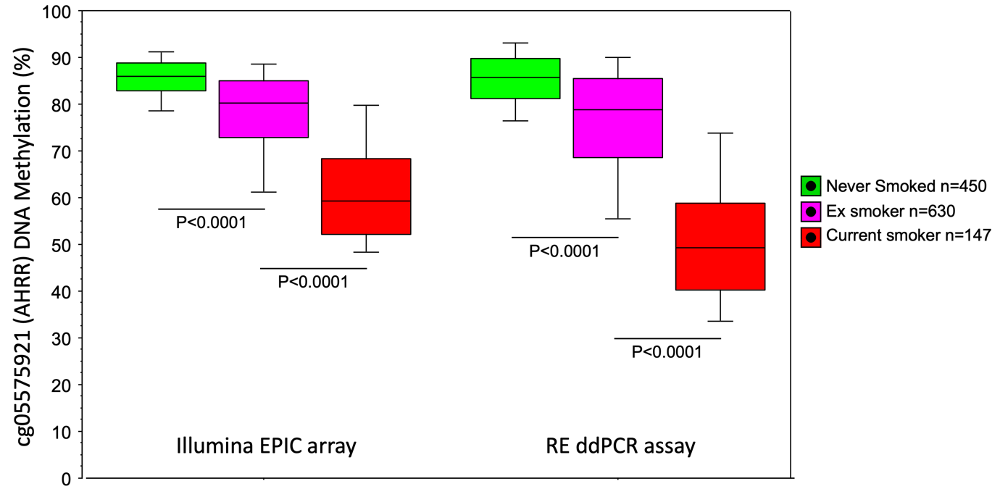 cg05575921 (AHRR) DNA Methylation (%)
100
90
80
70
60
50
40
30
20
10
0
P<0.0001
P<0.0001
Illumina EPIC array
P<0.0001
P<0.0001
RE ddPCR assay
Never Smoked n=450
Ex smoker n=630
Current smoker n=147